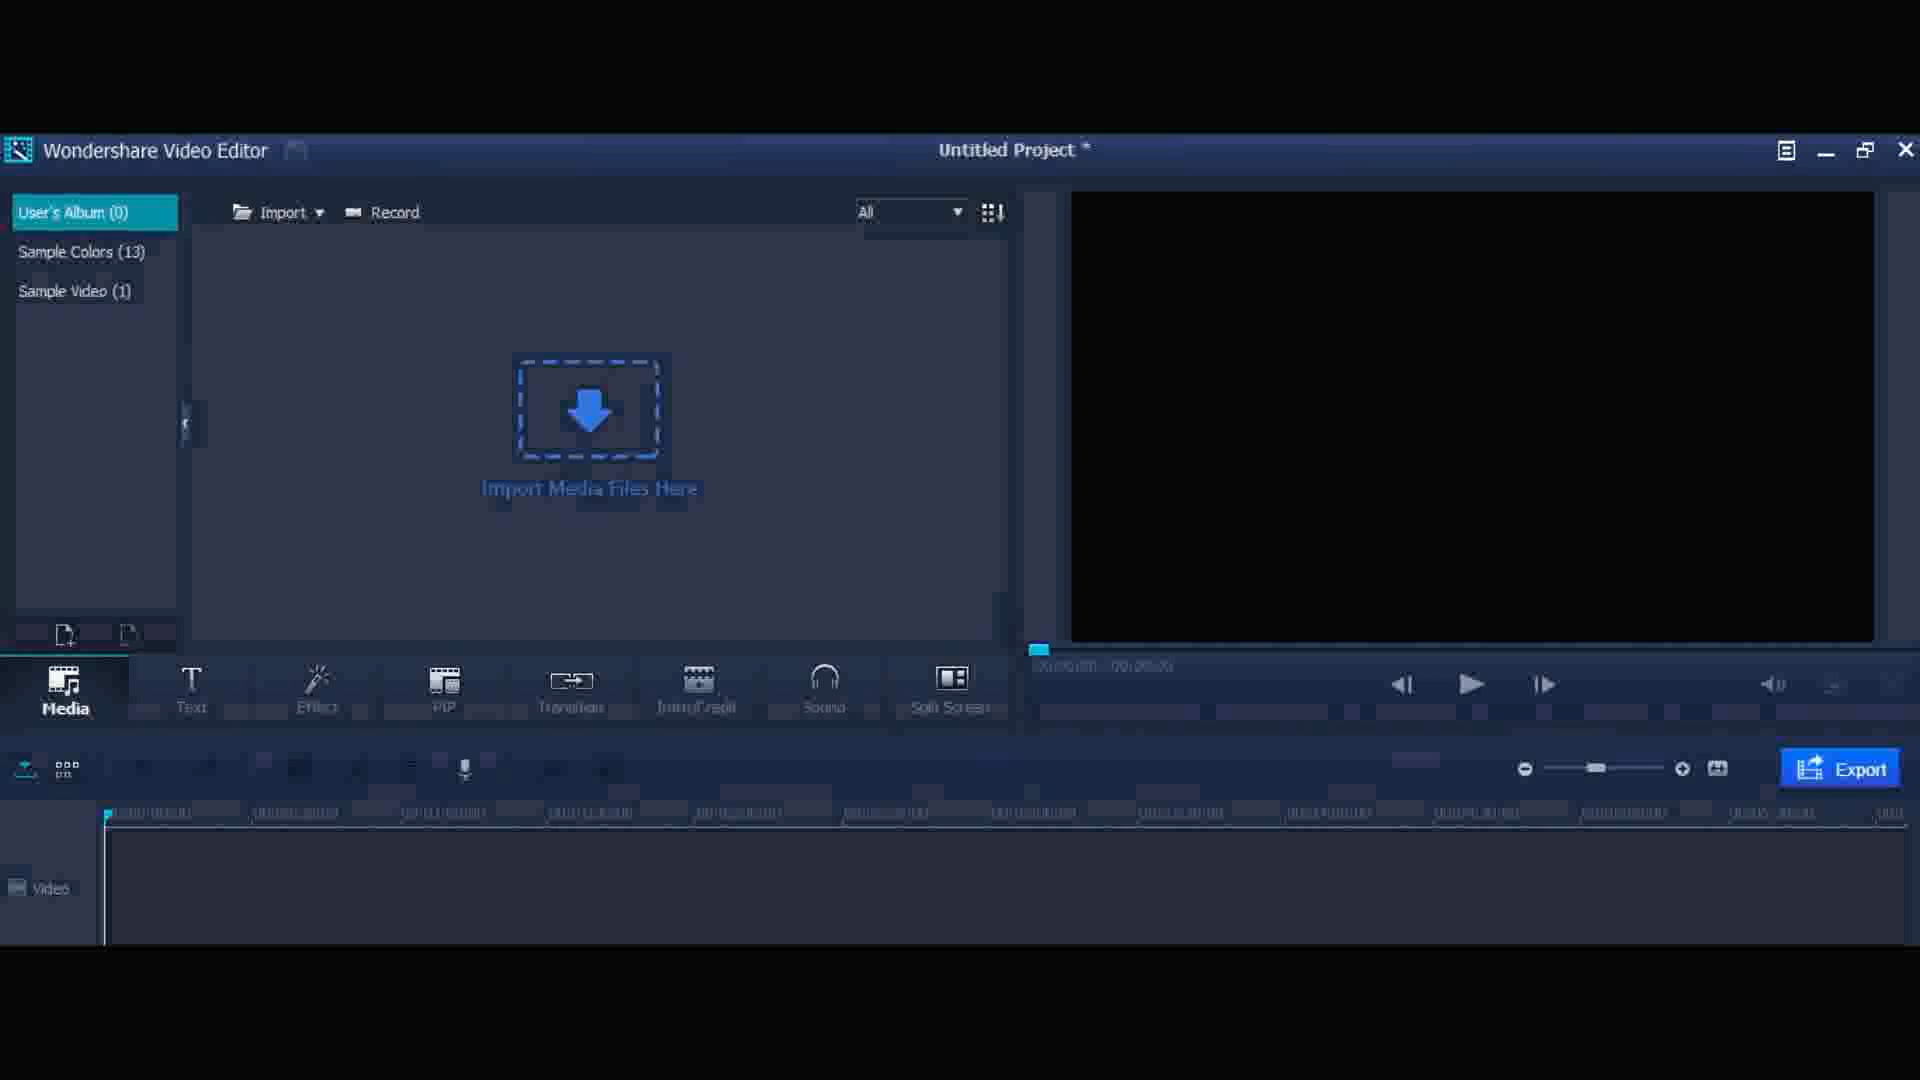 Wondershare Video Editor
Untitled Project *
User's Album (0)
Import
Record
All
Sample Colors (13)
Sample Video (1)
Import Media Files Here
Media
Text
Effect
PIP
Transition
Intro/Credit
Sound
Split Screen
Export
Video